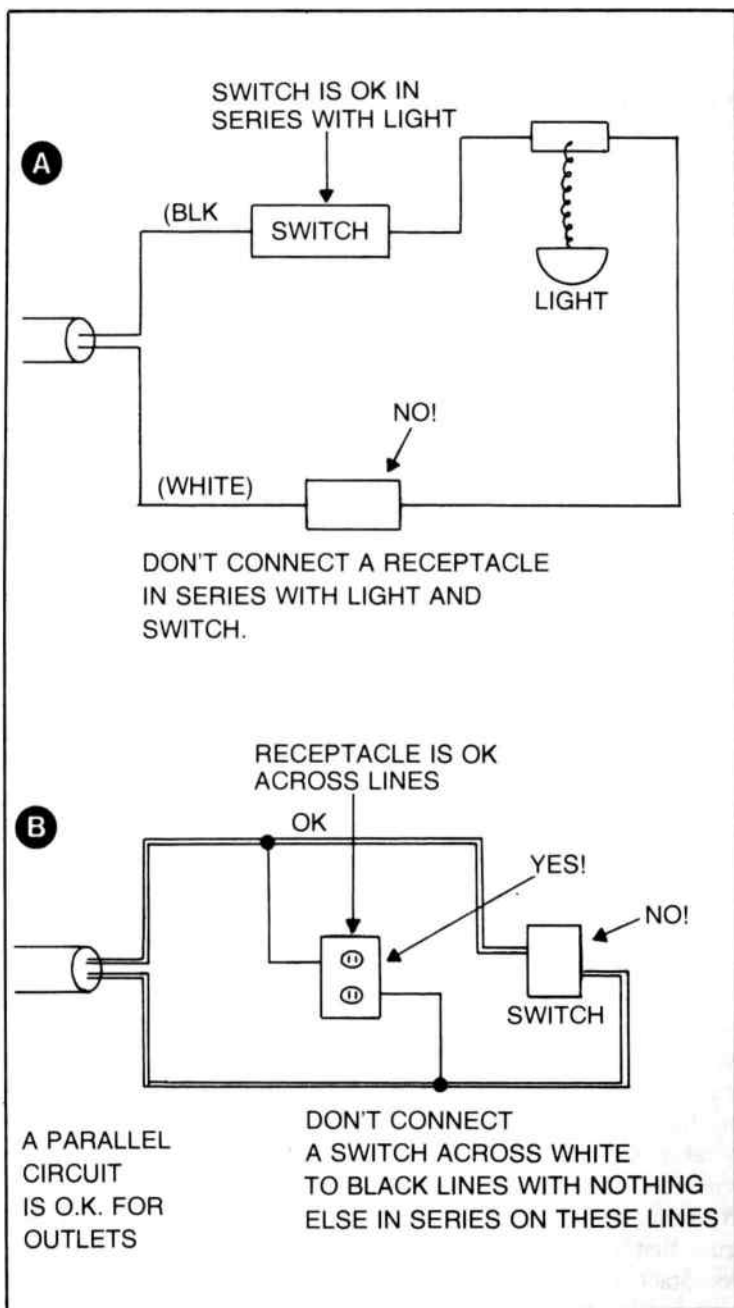 SWITCH IS OK IN
SERIES WITH LIGHT
A
(BLK
SWITCH
LIGHT
NO!
(WHITE)
DON'T CONNECT A RECEPTACLE
IN SERIES WITH LIGHT AND
SWITCH.
RECEPTACLE IS OK
ACROSS LINES
B
OK
YES!
NO!
SWITCH
A PARALLEL
CIRCUIT
IS O.K. FOR
OUTLETS
DON'T CONNECT
A SWITCH ACROSS WHITE
TO BLACK LINES WITH NOTHING
ELSE IN SERIES ON THESE LINES